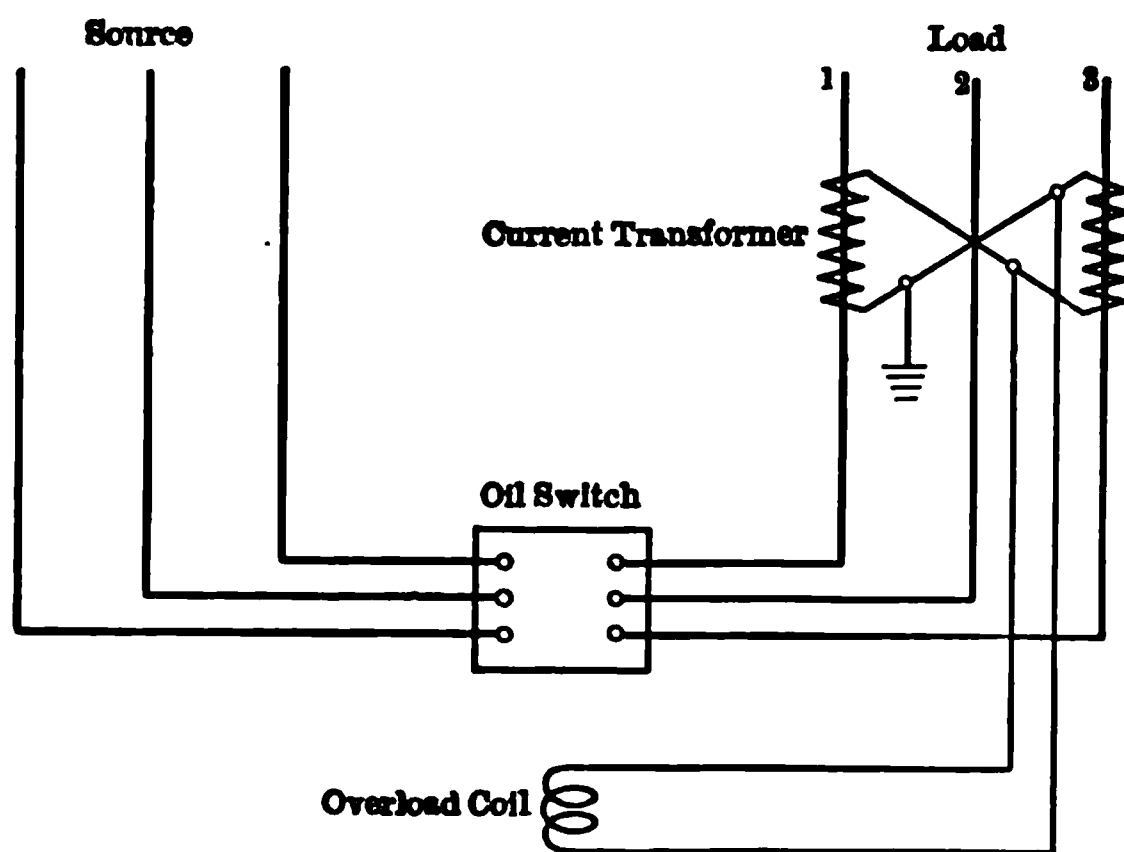 Source
Load
1
2
3
Current Transformer
Oil Switch
Overload Coil